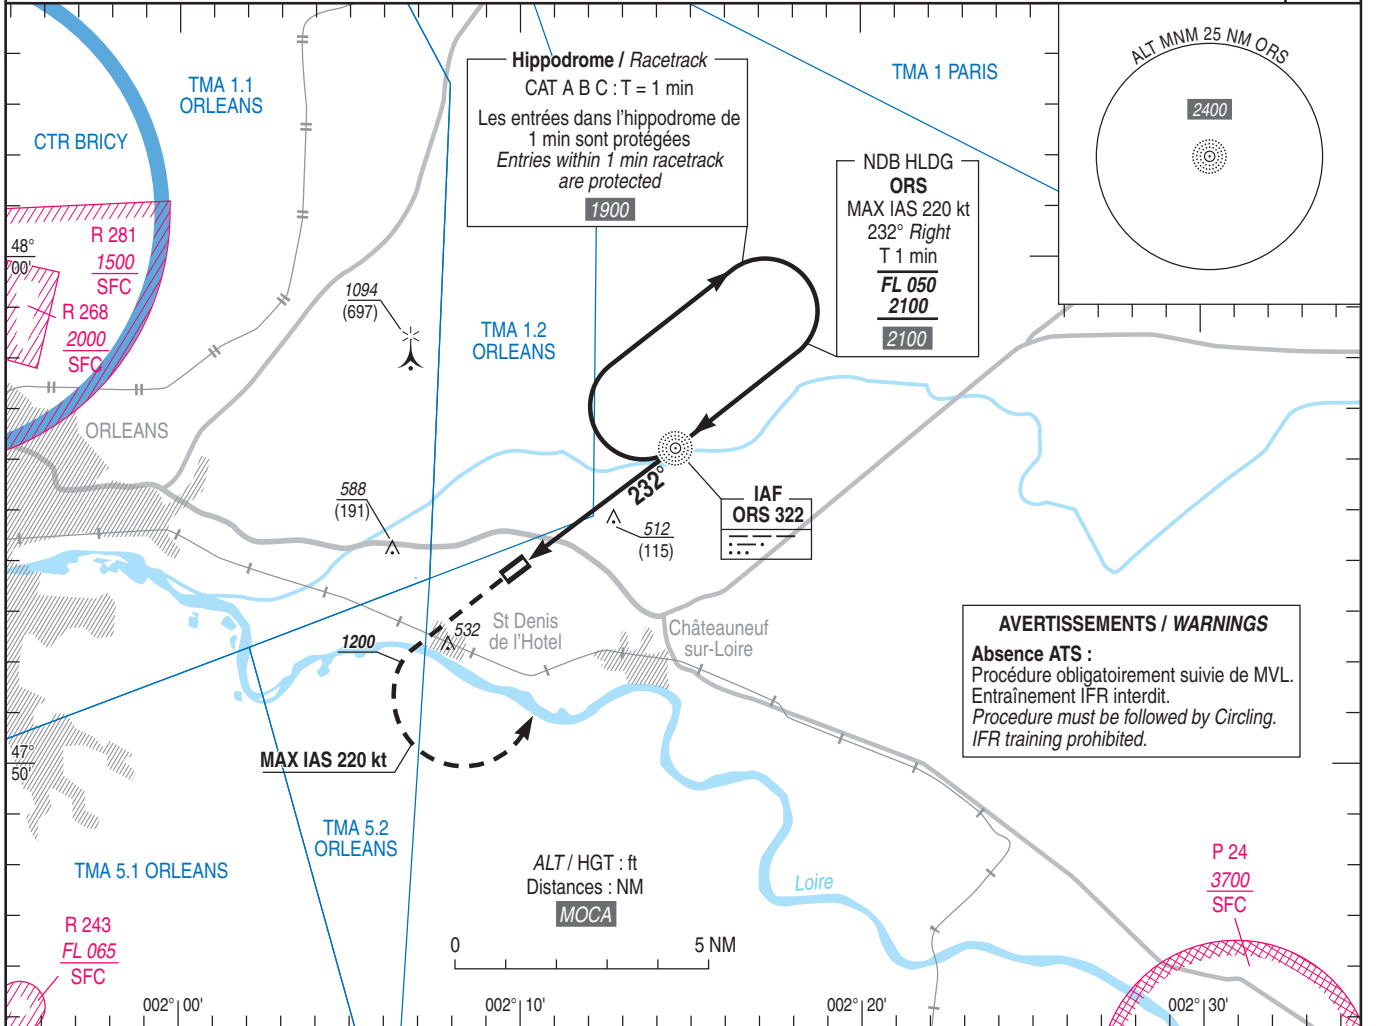 TMA 1.1
ORLEANS
CTR BRICY
R 281
1500
SFC
R 268
2000
SFC
48°
00'
Hippodrome / Racetrack
CAT A B C : T = 1 min
Les entrées dans l'hippodrome de
1 min sont protégées
Entries within 1 min racetrack
are protected
1900
TMA 1 PARIS
NDB HLDG
ORS
MAX IAS 220 kt
232° Right
T 1 min
FL 050
2100
2100
ALT MNM 25 NM ORS
2400
1094
(697)
TMA 1.2
ORLEANS
ORLEANS
588
(191)
232°
512
(115)
IAF
ORS 322
St Denis
de l'Hotel
532
1200
Châteauneuf
sur-Loire
AVERTISSEMENTS / WARNINGS
Absence ATS :
Procédure obligatoirement suivie de MVL.
Entraînement IFR interdit.
Procedure must be followed by Circling.
IFR training prohibited.
47°
50'
MAX IAS 220 kt
TMA 5.2
ORLEANS
TMA 5.1 ORLEANS
ALT / HGT : ft
Distances : NM
MOCA
0 5 NM
Loire
P 24
3700
SFC
R 243
FL 065
SFC
002° 00'
002° 10'
002° 20'
002° 30'